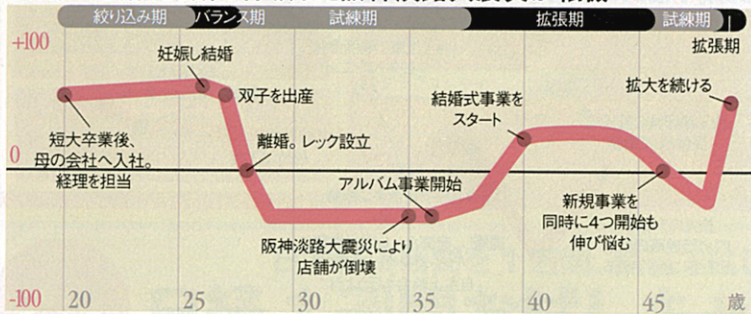 絞り込み期
バランス期
試練期
拡張期
試練期
拡張期
+100
0
-100
短大卒業後、
母の会社へ入社。
経理を担当
妊娠し結婚
双子を出産
離婚。レック設立
阪神淡路大震災により
店舗が倒壊
アルバム事業開始
結婚式事業を
スタート
新規事業を
同時に4つ開始も
伸び悩む
拡大を続ける
20 25 30 35 40 45 歳